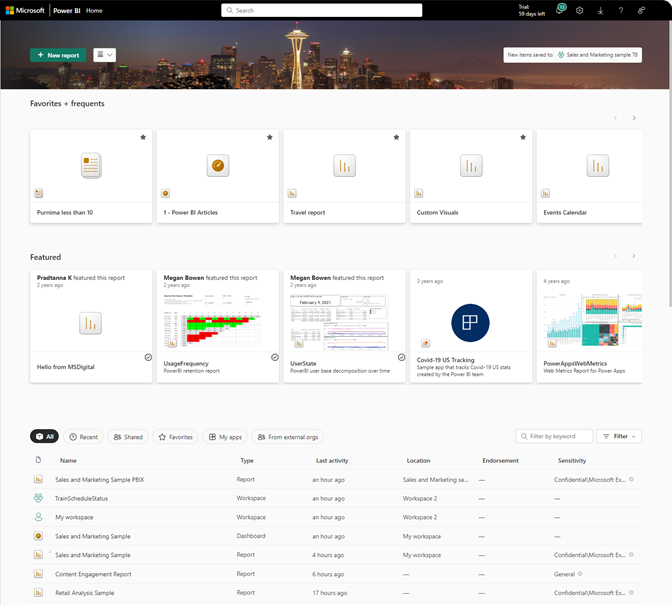 Microsoft Power BI Home
Search
Trial:
59 days left
13
New report
New items saved to: Sales and Marketing sample 78
Favorites + frequents
Purnima less than 10
1 - Power BI Articles
Travel report
Custom Visuals
Events Calendar
Featured
Pradtanna K featured this report
2 years ago
Hello from MSDigital
Megan Bowen featured this report
2 years ago
UsageFrequency
PowerBI retention report
Megan Bowen featured this report
2 years ago
February 9, 2021
UserState
PowerBI user base decomposition over time
3 years ago
Covid-19 US Tracking
Sample app that tracks Covid-19 US stats
created by the Power BI team
4 years ago
PowerAppsWebMetrics
Web Metrics Report for Power Apps
All Recent Shared Favorites My apps From external orgs
Filter by keyword Filter
Name Type Last activity Location Endorsement Sensitivity
Sales and Marketing Sample PBIX Report an hour ago Sales and Marketing sa... — Confidential\Microsoft Ex...
TrainScheduleStatus Workspace an hour ago Workspace 2 — —
My workspace Workspace an hour ago Workspace 2 — —
Sales and Marketing Sample Dashboard an hour ago My workspace — —
Sales and Marketing Sample Report 4 hours ago My workspace — Confidential\Microsoft Ex...
Content Engagement Report Report 6 hours ago — — General
Retail Analysis Sample Report 17 hours ago — — Confidential\Microsoft Ex...